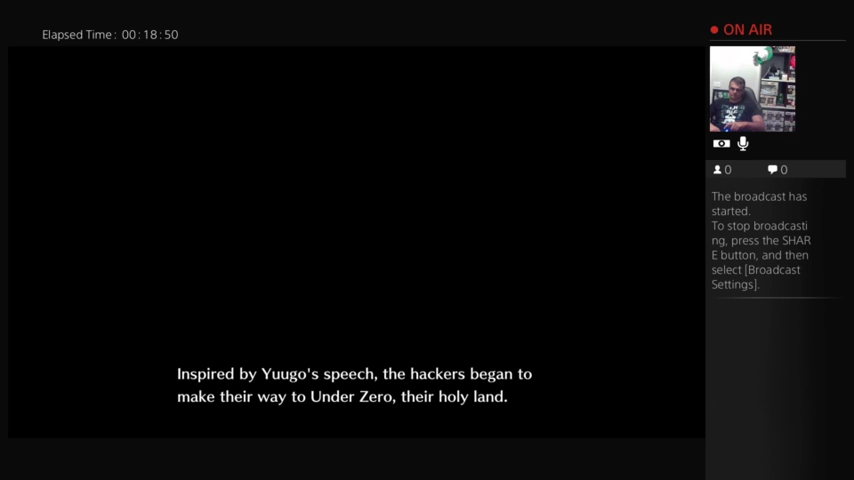 Elapsed Time: 00:18:50
ON AIR
0 0
The broadcast has
started.
To stop broadcasti
ng, press the SHAR
E button, and then
select [Broadcast
Settings].
Inspired by Yuugo's speech, the hackers began to
make their way to Under Zero, their holy land.